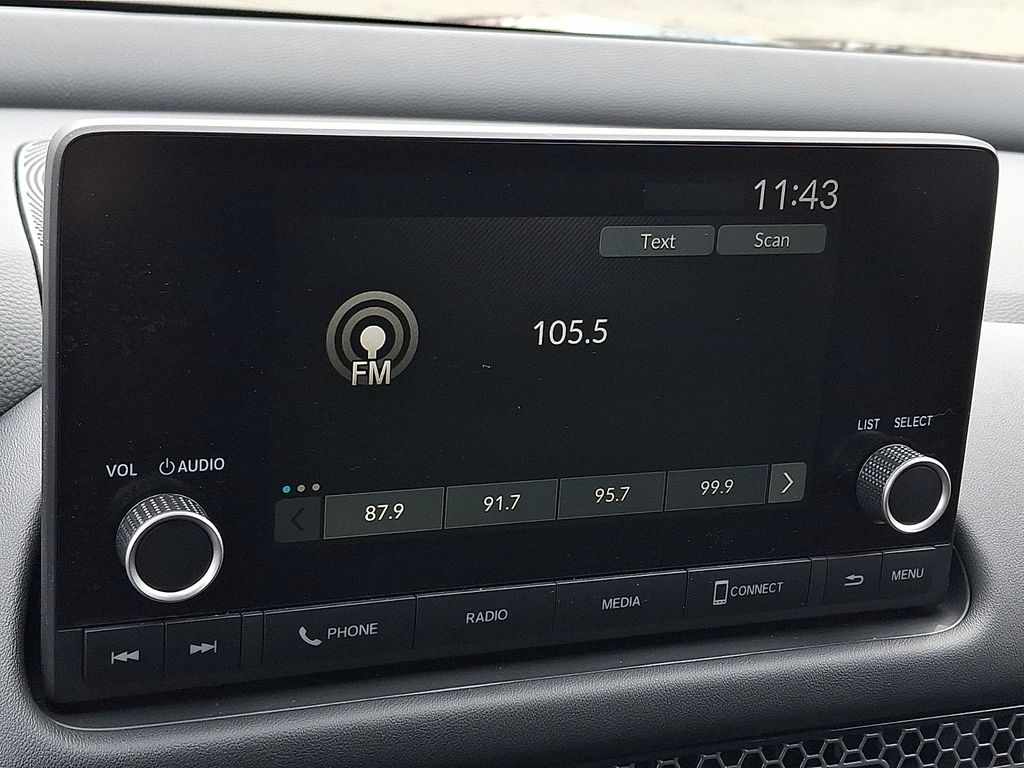 11:43
Text Scan
105.5
FM
LIST SELECT
VOL AUDIO
87.9 91.7 95.7 99.9
PHONE RADIO MEDIA CONNECT MENU